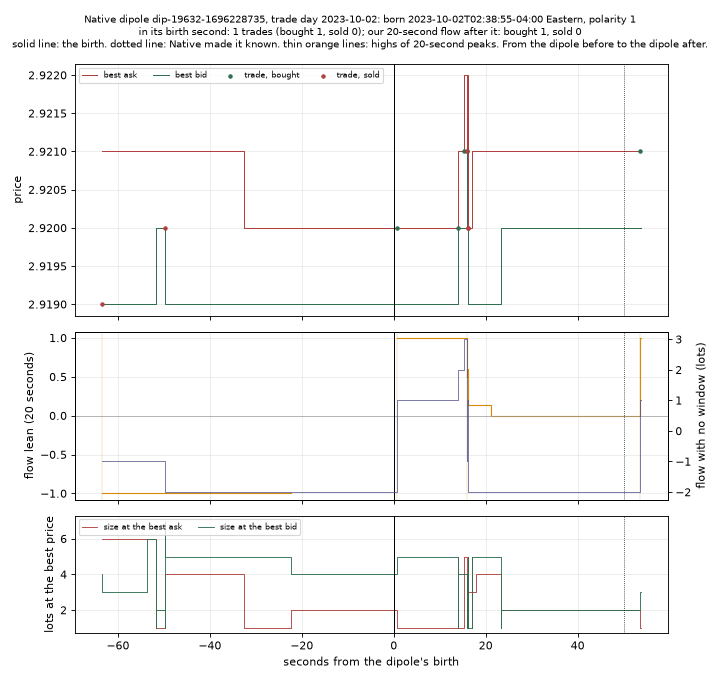 Native dipole dip-19632-1696228735, trade day 2023-10-02: born 2023-10-02T02:38:55-04:00 Eastern, polarity 1
in its birth second: 1 trades (bought 1, sold 0); our 20-second flow after it: bought 1, sold 0
solid line: the birth. dotted line: Native made it known. thin orange lines: highs of 20-second peaks. From the dipole before to the dipole after.
best ask
best bid
trade, bought
trade, sold
price
2.9220
2.9215
2.9210
2.9205
2.9200
2.9195
2.9190
flow lean (20 seconds)
1.0
0.5
0.0
−0.5
−1.0
3
2
1
0
−1
−2
flow with no window (lots)
size at the best ask
size at the best bid
lots at the best price
6
4
2
−60
−40
−20
0
20
40
seconds from the dipole's birth